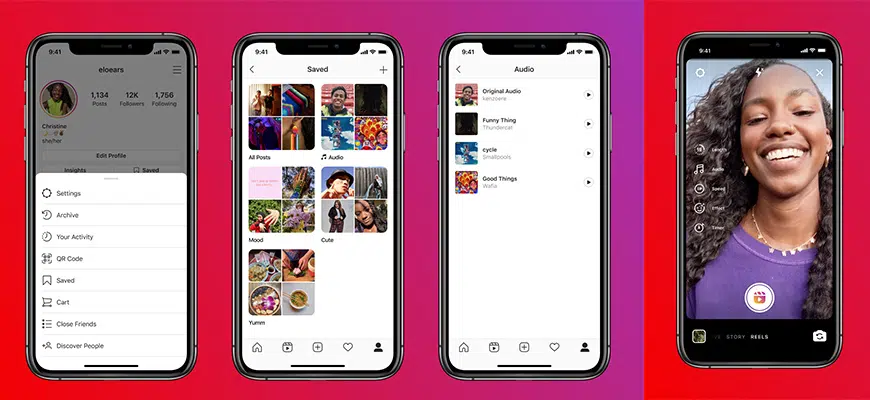 9:41
eloears
1,134
12K
1,756
Posts
Followers
Following
Christine
she/her
Edit Profile
Insights
Saved
Settings
Archive
Your Activity
QR Code
Saved
Cart
Close Friends
Discover People
9:41
Saved
All Posts
Audio
Mood
Cute
Yumm
9:41
Audio
Original Audio
kenzoere
Funny Thing
Thundercat
cycle
Smallpools
Good Things
Wafia
9:41
Length
Audio
Speed
Effect
Timer
STORY REELS